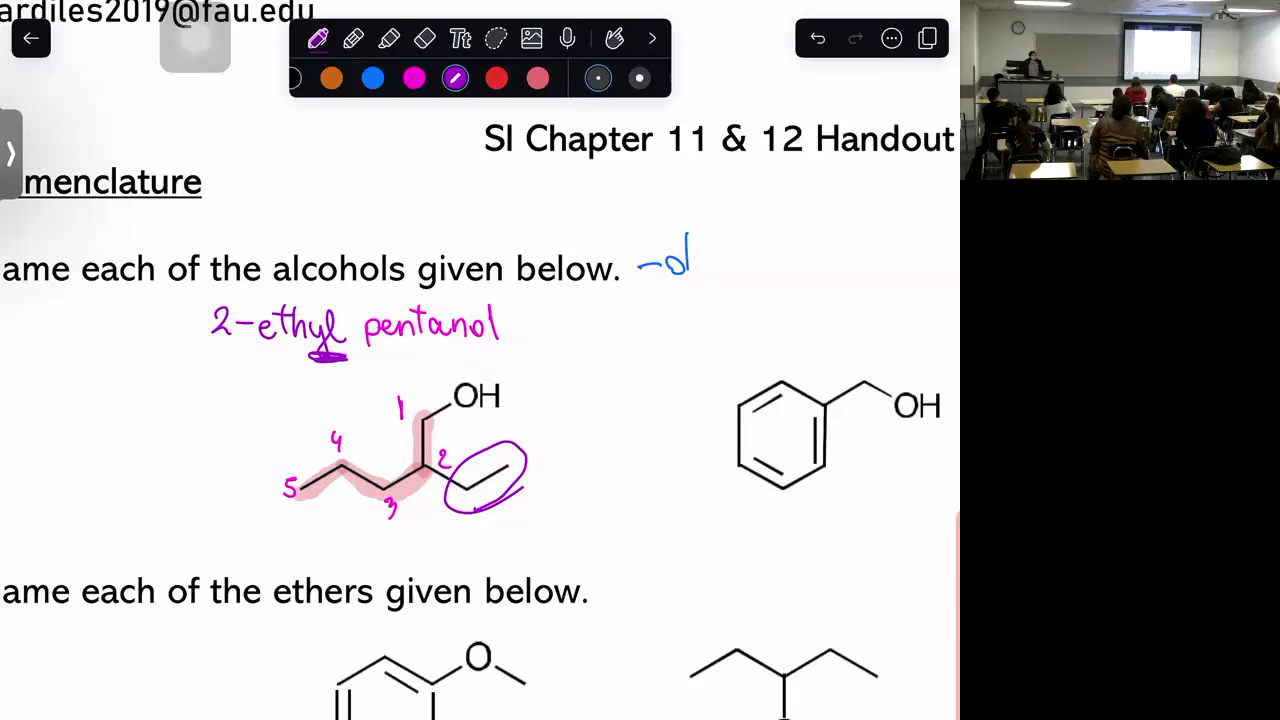 ardiles2019@fau.edu
Tt
SI Chapter 11 & 12 Handout
menclature
ame each of the alcohols given below. -ol
2-ethyl pentanol
OH
1
OH
4
2
5
3
ame each of the ethers given below.
O